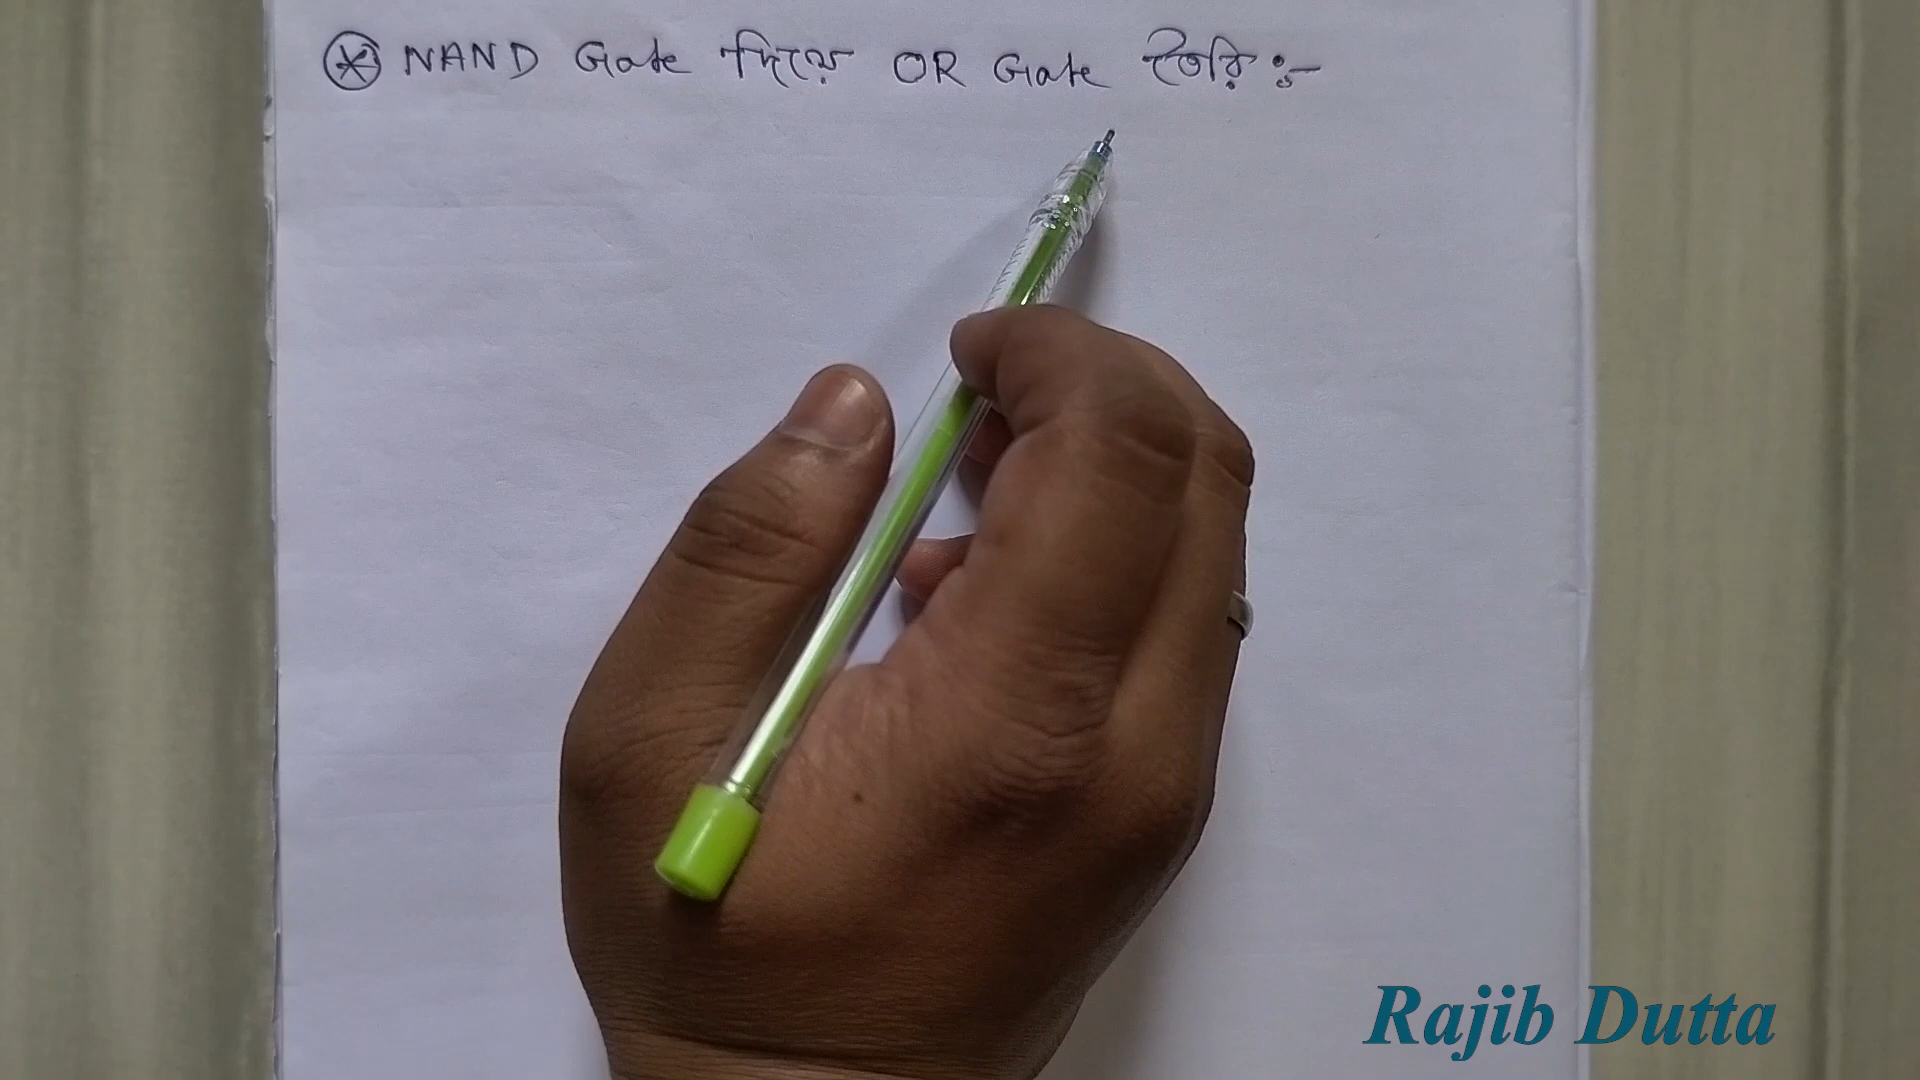 ⊛ NAND Gate দিয়ে OR Gate তৈরি :-
Rajib Dutta